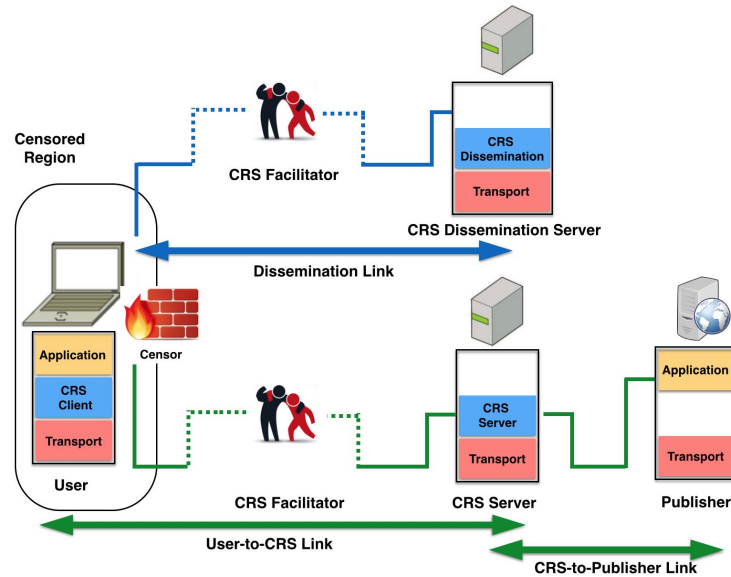 Censored
Region
CRS Facilitator
CRS
Dissemination
Transport
CRS Dissemination Server
Dissemination Link
Censor
Application
CRS
Client
Transport
User
CRS Facilitator
CRS
Server
Transport
CRS Server
Application
Transport
Publisher
User-to-CRS Link
CRS-to-Publisher Link